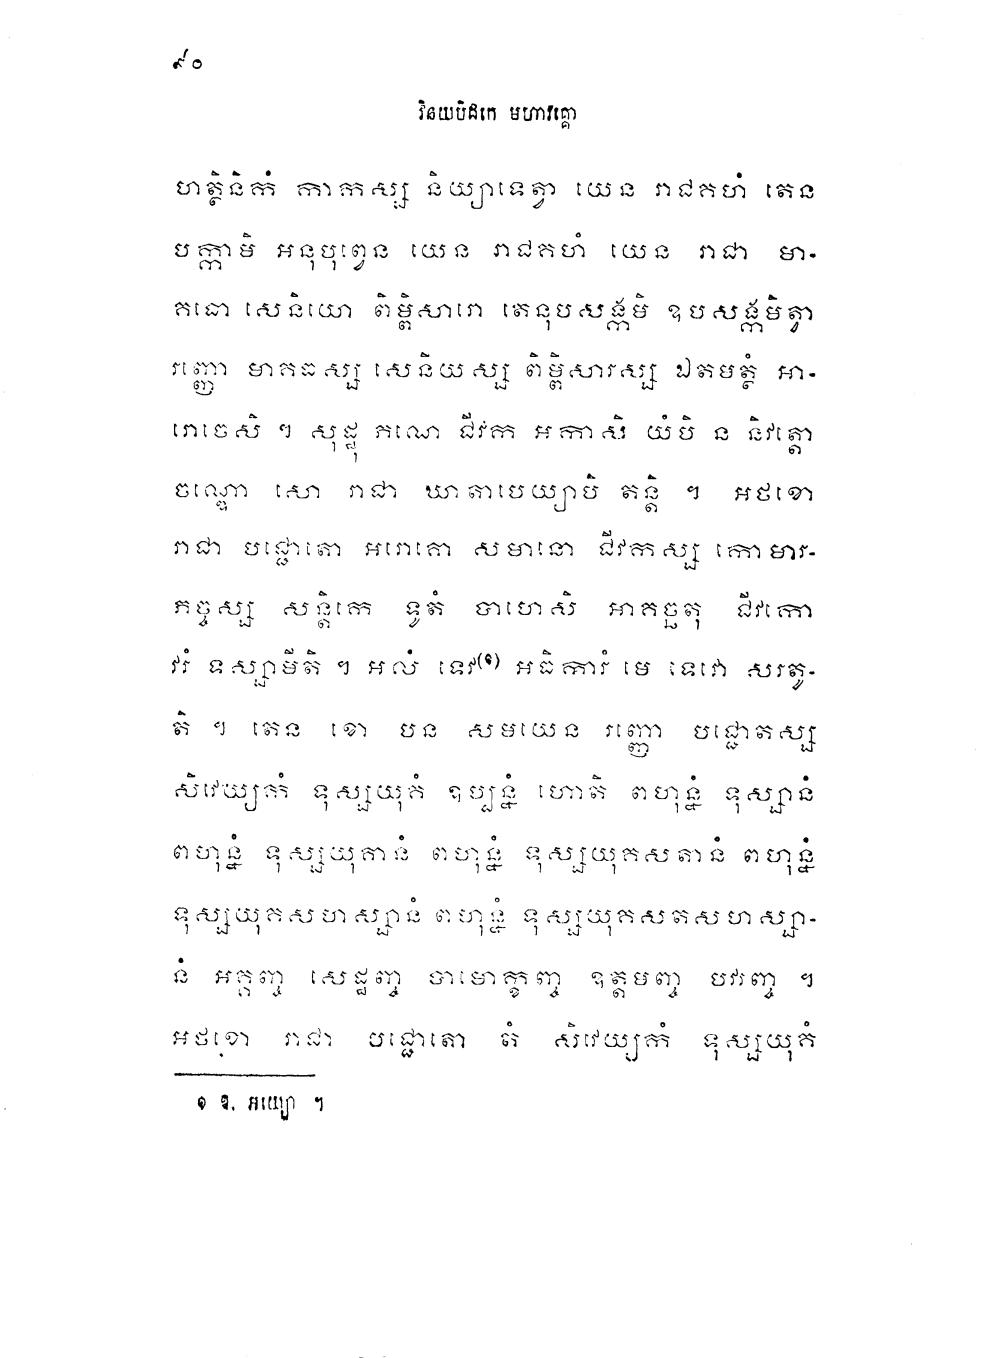 ៩០
វិនយបិដកេ មហាវគ្គោ
ហត្ថិនិកំ កាកស្ស និយ្យាទេត្វា យេន រាជគហំ តេន
បក្កាមិ អនុបុព្វេន យេន រាជគហំ យេន រាជា មា-
គធោ សេនិយោ ពិម្ពិសារោ តេនុបសង្កមិ ឧបសង្កមិត្វា
រញ្ញោ មាគធស្ស សេនិយស្ស ពិម្ពិសារស្ស ឯតមត្ថំ អា-
រោចេសិ ។ សុដ្ឋុ ភណេ ជីវក អកាសិ យំបិ ន និវត្តោ
ចណ្ឌោ សោ រាជា ឃាតាបេយ្យាបិ តន្តិ ។ អថខោ
រាជា បជ្ជោតោ អរោគោ សមានោ ជីវកស្ស កោមារ-
ភច្ចស្ស សន្តិកេ ទូតំ បាហេសិ អាគច្ឆតុ ជីវកោ
វរំ ទស្សាមីតិ ។ អលំ ទេវ(១) អធិការំ មេ ទេវោ សរតូ-
តិ ។ តេន ខោ បន សមយេន រញ្ញោ បជ្ជោតស្ស
សិវេយ្យកំ ទុស្សយុគំ ឧប្បន្នំ ហោតិ ពហុន្នំ ទុស្សានំ
ពហុន្នំ ទុស្សយុគានំ ពហុន្នំ ទុស្សយុគសតានំ ពហុន្នំ
ទុស្សយុគសហស្សានំ ពហុន្នំ ទុស្សយុគសតសហស្សា-
នំ អគ្គញ្ច សេដ្ឋញ្ច បាមោក្ខញ្ច ឧត្តមញ្ច បវរញ្ច ។
អថខោ រាជា បជ្ជោតោ តំ សិវេយ្យកំ ទុស្សយុគំ
១ ឱ. អយ្យោ ។